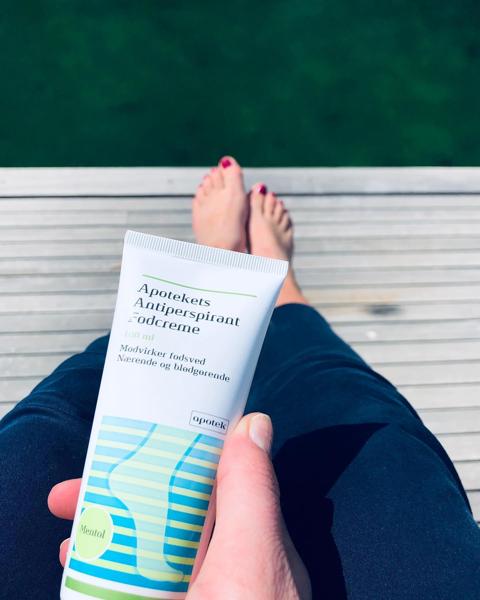 Apotekets
Antiperspirant
Fodcreme
100 ml
Modvirker fodsved
Nærende og blødgørende
apotek
Mentol